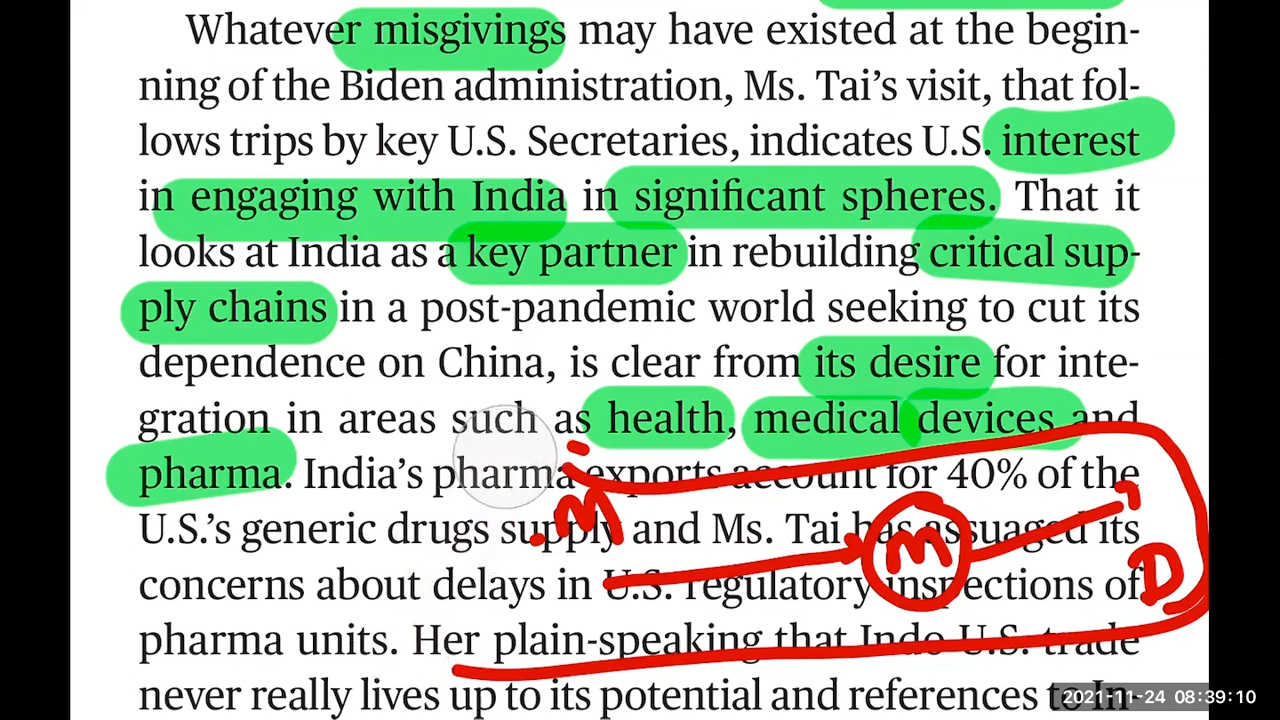 Whatever misgivings may have existed at the begin-
ning of the Biden administration, Ms. Tai’s visit, that fol-
lows trips by key U.S. Secretaries, indicates U.S. interest
in engaging with India in significant spheres. That it
looks at India as a key partner in rebuilding critical sup-
ply chains in a post-pandemic world seeking to cut its
dependence on China, is clear from its desire for inte-
gration in areas such as health, medical devices and
pharma. India’s pharma exports account for 40% of the
U.S.’s generic drugs supply and Ms. Tai has assuaged its
concerns about delays in U.S. regulatory inspections of
pharma units. Her plain-speaking that Indo U.S. trade
never really lives up to its potential and references to In-
M
M
D
2021-11-24 08:39:10